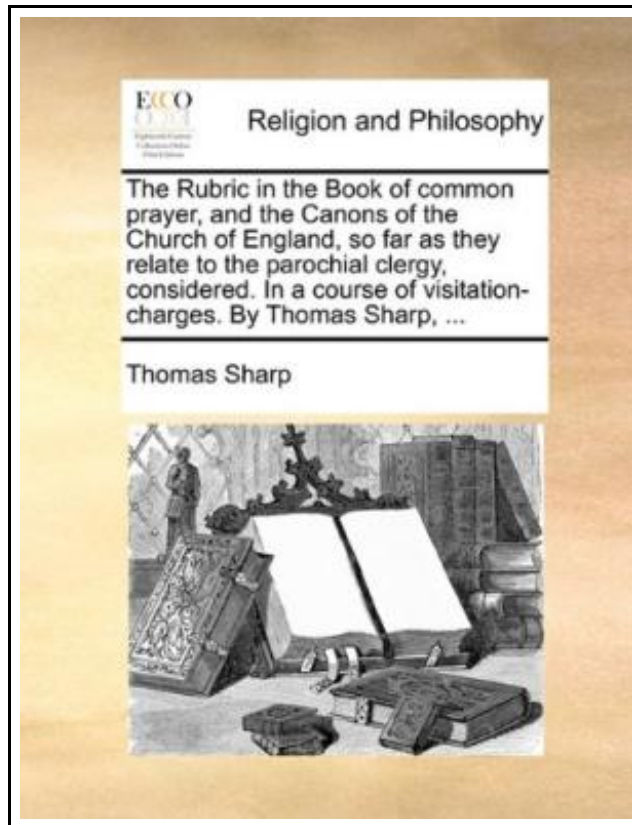 ECCO
Religion and Philosophy
The Rubric in the Book of common
prayer, and the Canons of the
Church of England, so far as they
relate to the parochial clergy,
considered. In a course of visitation-
charges. By Thomas Sharp, ...
Thomas Sharp